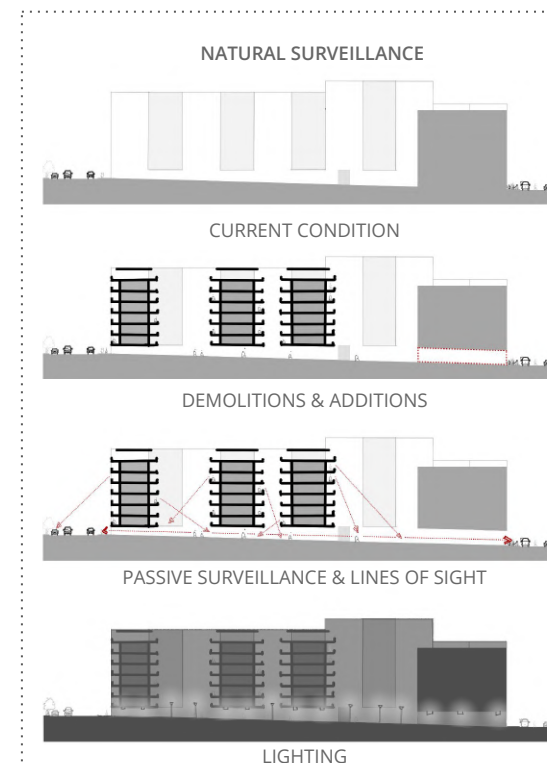 NATURAL SURVEILLANCE
CURRENT CONDITION
DEMOLITIONS & ADDITIONS
PASSIVE SURVEILLANCE & LINES OF SIGHT
LIGHTING